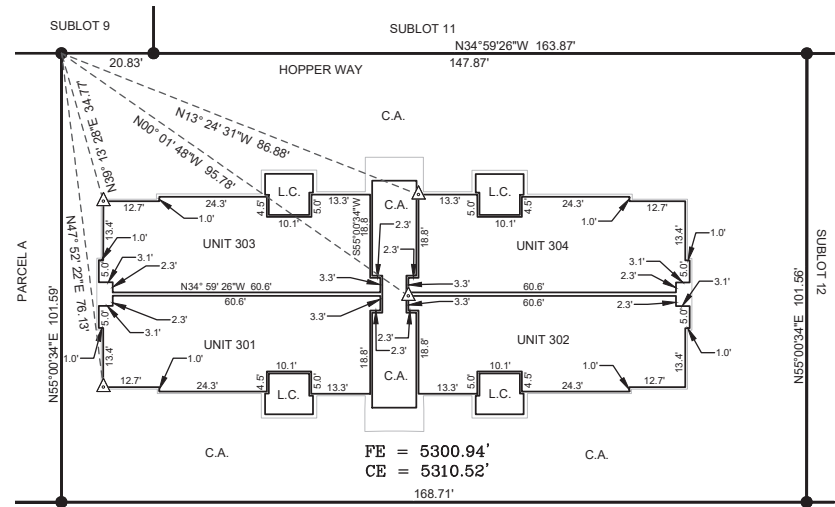 SUBLOT 9
SUBLOT 11
N34°59'26"W 163.87'
20.83'
147.87'
HOPPER WAY
C.A.
N39° 13' 28"E 34.77'
N00° 01'48"W 95.78'
N13° 24' 31"W 86.88'
N47° 52' 22"E 76.13'
PARCEL A
N55°00'34"E 101.59'
SUBLOT 12
N55°00'34"E 101.56'
12.7'
24.3'
1.0'
4.5'
L.C.
10.1'
5.0'
13.3'
S55°00'34"W
18.8'
C.A.
2.3'
2.3'
18.8'
13.3'
5.0'
L.C.
10.1'
4.5'
24.3'
1.0'
12.7'
13.4'
1.0'
5.0'
3.1'
2.3'
UNIT 303
3.3'
N34° 59' 26"W 60.6'
UNIT 304
13.4'
1.0'
3.1'
5.0'
2.3'
3.3'
60.6'
60.6'
3.3'
5.0'
2.3'
3.1'
1.0'
13.4'
UNIT 301
3.3'
2.3'
2.3'
18.8'
18.8'
60.6'
2.3'
3.1'
5.0'
1.0'
13.4'
UNIT 302
12.7'
1.0'
24.3'
10.1'
4.5'
5.0'
L.C.
13.3'
C.A.
13.3'
10.1'
5.0'
4.5'
L.C.
24.3'
1.0'
12.7'
C.A.
C.A.
FE = 5300.94'
CE = 5310.52'
168.71'